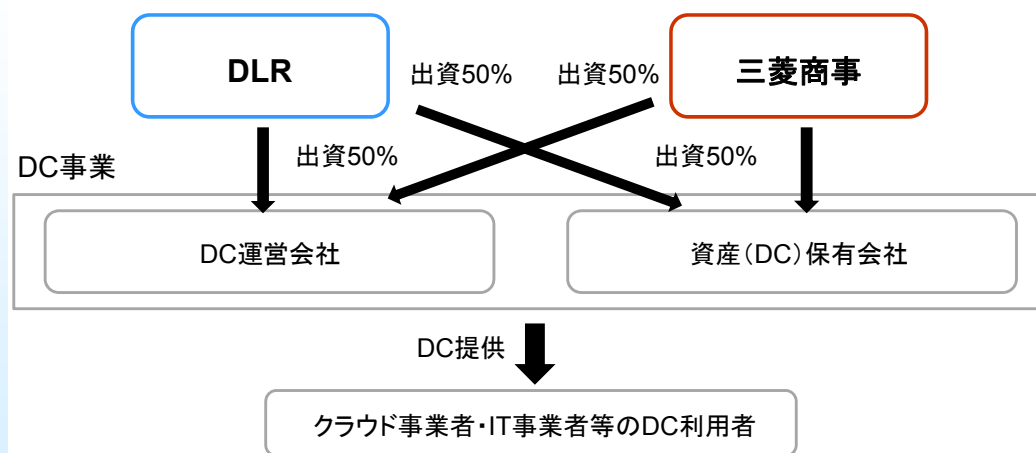 DLR
出資50%
出資50%
三菱商事
出資50%
出資50%
DC事業
DC運営会社
資産（DC）保有会社
DC提供
クラウド事業者・IT事業者等のDC利用者